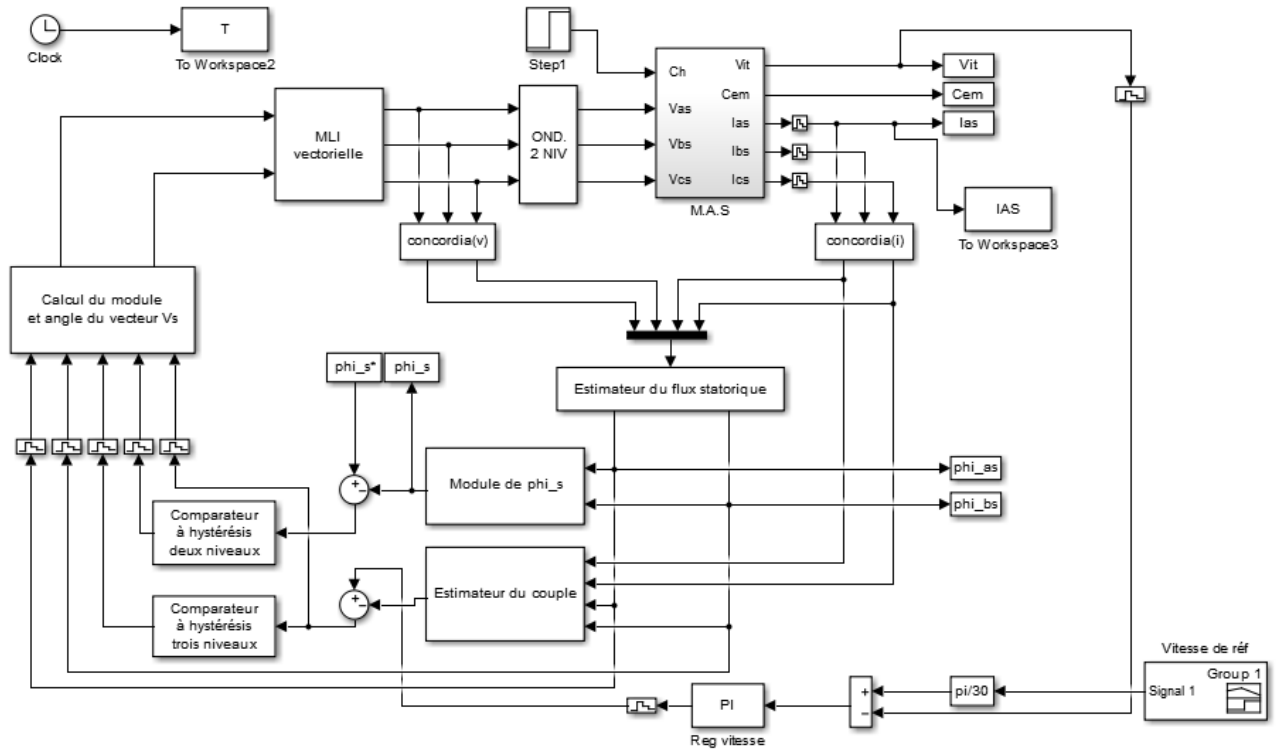 Clock
T
To Workspace2
Step1
Ch
Vas
Vbs
Vcs
Vit
Cem
Ias
Ibs
Ics
M.A.S
Vit
Cem
Ias
IAS
To Workspace3
MLI
vectorielle
OND.
2 NIV
concordia(v)
concordia(i)
Calcul du module
et angle du vecteur Vs
phi_s*
phi_s
Estimateur du flux statorique
Module de phi_s
phi_as
phi_bs
Comparateur
à hystérésis
deux niveaux
Estimateur du couple
Comparateur
à hystérésis
trois niveaux
Vitesse de réf
Group 1
Signal 1
pi/30
PI
Reg vitesse